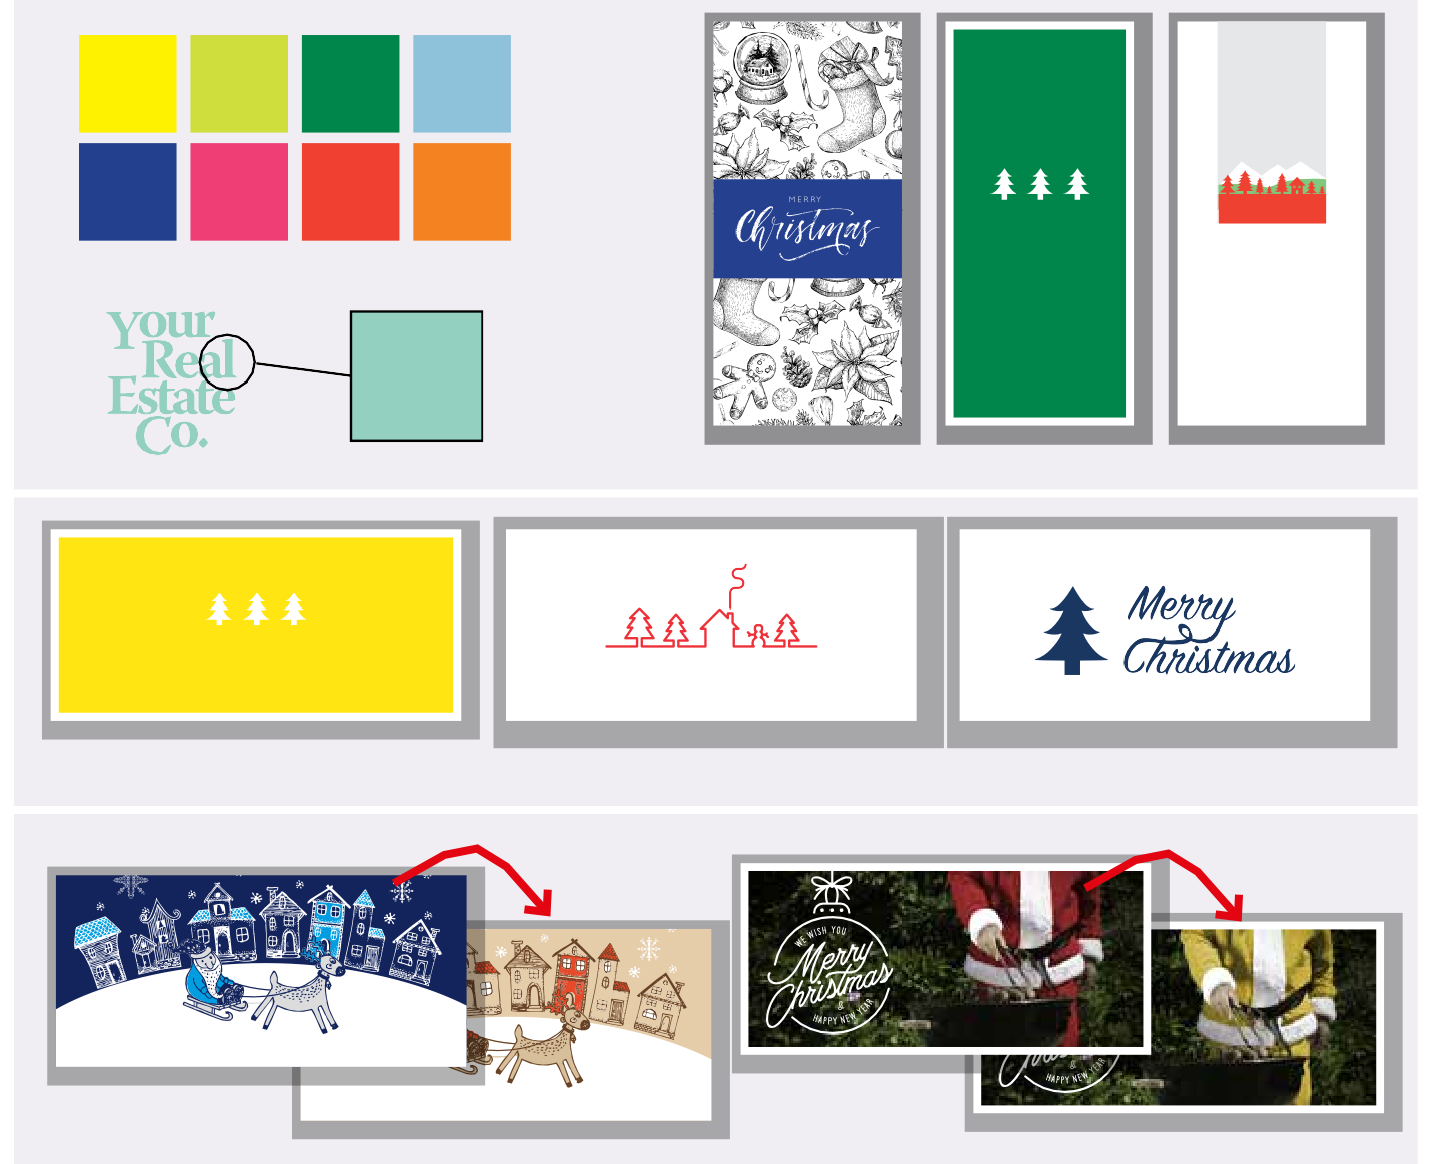 Your
Real
Estate
Co.
MERRY
Christmas
Merry
Christmas
WE WISH YOU
Merry
Christmas
&
HAPPY NEW YEAR
&
HAPPY NEW YEAR